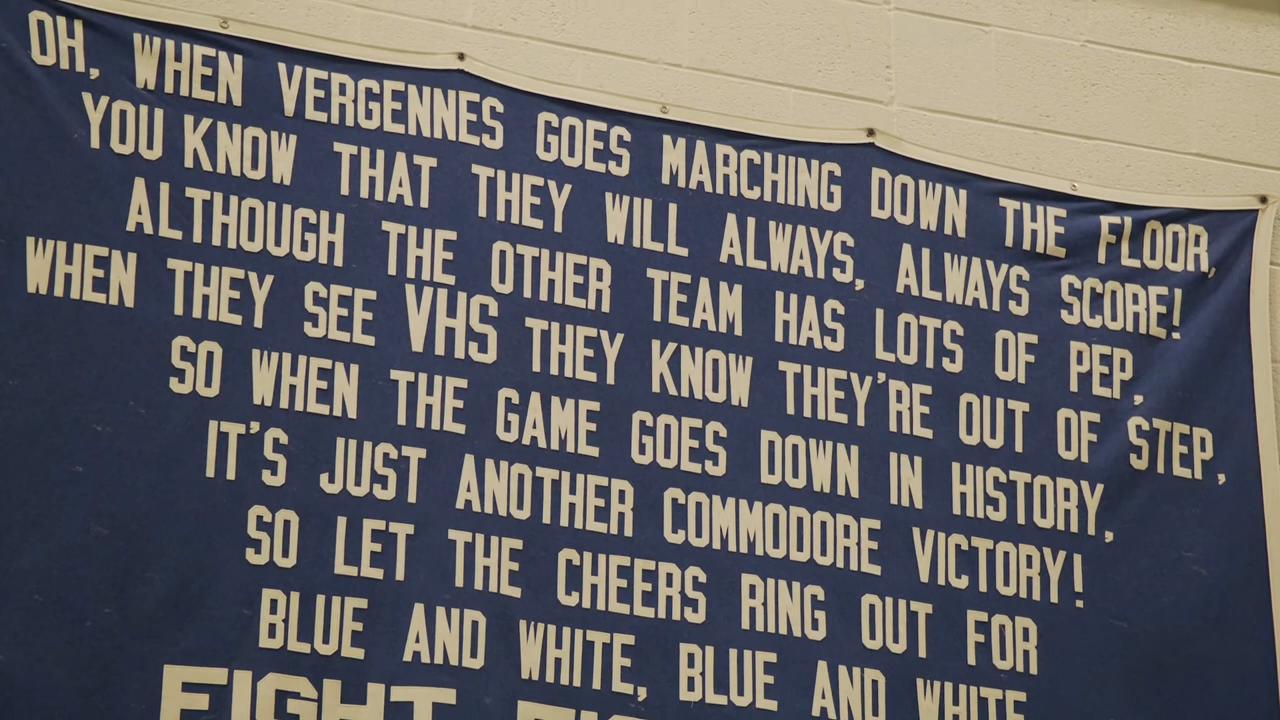 OH, WHEN VERGENNES GOES MARCHING DOWN THE FLOOR,
YOU KNOW THAT THEY WILL ALWAYS, ALWAYS SCORE!
ALTHOUGH THE OTHER TEAM HAS LOTS OF PEP,
WHEN THEY SEE VHS THEY KNOW THEY'RE OUT OF STEP,
SO WHEN THE GAME GOES DOWN IN HISTORY,
IT'S JUST ANOTHER COMMODORE VICTORY!
SO LET THE CHEERS RING OUT FOR
BLUE AND WHITE, BLUE AND WHITE
FIGHT